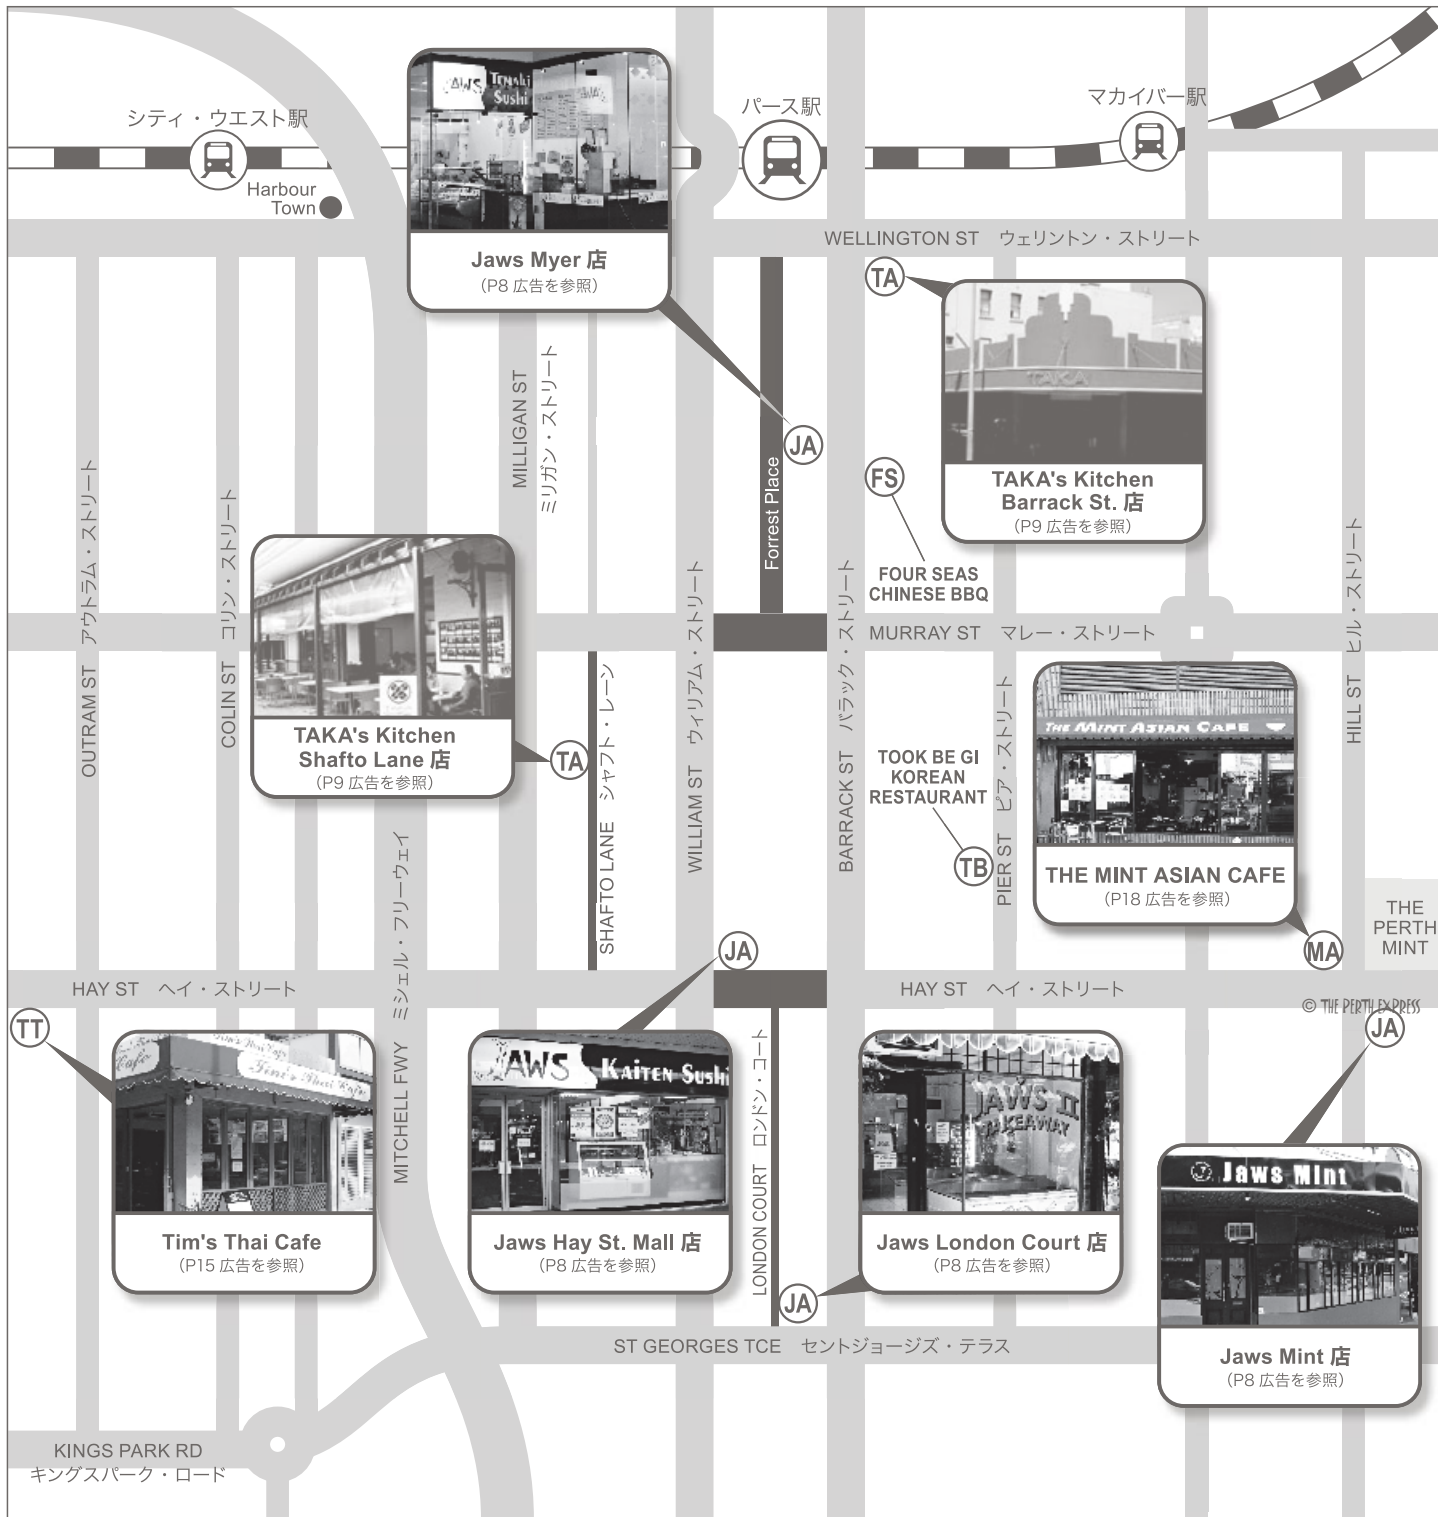 シティ・ウエスト駅
パース駅
マカイバー駅
Harbour
Town
JAWS
Temaki
Sushi
Jaws Myer 店
(P8 広告を参照)
WELLINGTON ST ウェリントン・ストリート
TA
TAKA
TAKA's Kitchen
Barrack St. 店
(P9 広告を参照)
MILLIGAN ST
ミリガン・ストリート
JA
Forrest Place
FS
FOUR SEAS
CHINESE BBQ
OUTRAM ST アウトラム・ストリート
COLIN ST コリン・ストリート
TAKA's Kitchen
Shafto Lane 店
(P9 広告を参照)
TA
SHAFTO LANE シャフト・レーン
WILLIAM ST ウィリアム・ストリート
BARRACK ST バラック・ストリート
MURRAY ST マレー・ストリート
PIER ST ピア・ストリート
HILL ST ヒル・ストリート
TOOK BE GI
KOREAN
RESTAURANT
TB
THE MINT ASIAN CAFE
THE MINT ASIAN CAFE
(P18 広告を参照)
MA
THE
PERTH
MINT
MITCHELL FWY ミシェル・フリーウェイ
HAY ST ヘイ・ストリート
JA
HAY ST ヘイ・ストリート
© THE PERTH EXPRESS
TT
Cafe
Tim's Thai Cafe
Tim's Thai Cafe
(P15 広告を参照)
JAWS
KAITEN Sushi
Jaws Hay St. Mall 店
(P8 広告を参照)
LONDON COURT ロンドン・コート
JAWS II
TAKEAWAY
Jaws London Court 店
(P8 広告を参照)
JA
JA
Jaws Mint
Jaws Mint 店
(P8 広告を参照)
ST GEORGES TCE セントジョージズ・テラス
KINGS PARK RD
キングスパーク・ロード